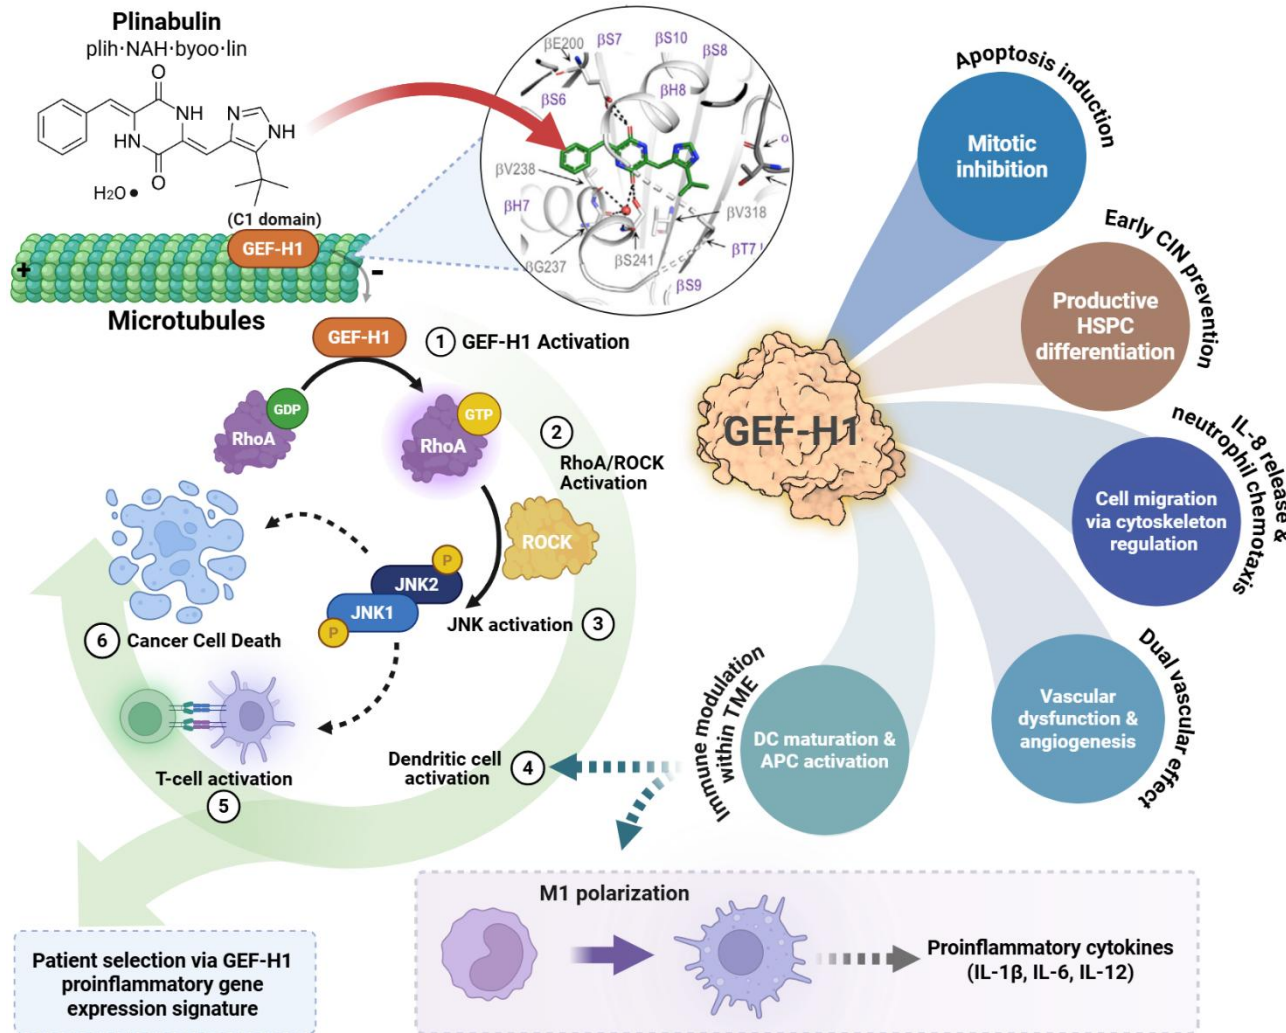 Plinabulin
plih·NAH·byoo·lin
O
NH
HN
O
N
NH
H₂O •
(C1 domain)
GEF-H1
+
-
Microtubules
βE200
βS7
βS10
βS8
βS6
βH8
βV238
βH7
βG237
βS241
βV318
βT7
βS9
GEF-H1
1 GEF-H1 Activation
GDP
RhoA
GTP
RhoA
2
RhoA/ROCK
Activation
ROCK
P
JNK2
JNK1
P
JNK activation 3
6 Cancer Cell Death
Dendritic cell
activation
4
T-cell activation
5
Patient selection via GEF-H1
proinflammatory gene
expression signature
GEF-H1
Apoptosis induction
Mitotic
inhibition
Early CIN prevention
Productive
HSPC
differentiation
IL-8 release &
neutrophil chemotaxis
Cell migration
via cytoskeleton
regulation
Dual vascular effect
Vascular
dysfunction &
angiogenesis
Immune modulation
within TME
DC maturation &
APC activation
M1 polarization
Proinflammatory cytokines
(IL-1β, IL-6, IL-12)